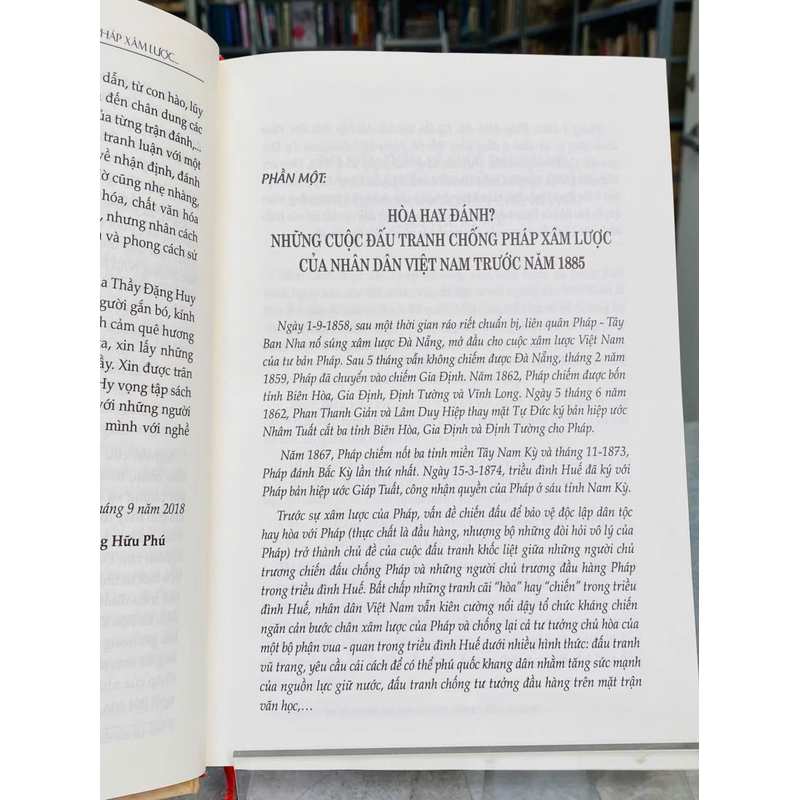 PHÁP XÂM LƯỢC...
dẫn, từ con hào, lũy
đến chân dung các
của từng trận đánh,...
tranh luận với một
về nhận định, đánh
cũng nhẹ nhàng,
hóa, chất văn hóa
, nhưng nhân cách
và phong cách sử
Thầy Đặng Huy
người gắn bó, kính
cảm quê hương
ta, xin lấy những
Xin được trân
Hy vọng tập sách
với những người
mình với nghề
tháng 9 năm 2018
Hữu Phú
PHẦN MỘT:
HÒA HAY ĐÁNH?
NHỮNG CUỘC ĐẤU TRANH CHỐNG PHÁP XÂM LƯỢC
CỦA NHÂN DÂN VIỆT NAM TRƯỚC NĂM 1885
Ngày 1-9-1858, sau một thời gian ráo riết chuẩn bị, liên quân Pháp - Tây
Ban Nha nổ súng xâm lược Đà Nẵng, mở đầu cho cuộc xâm lược Việt Nam
của tư bản Pháp. Sau 5 tháng vẫn không chiếm được Đà Nẵng, tháng 2 năm
1859, Pháp đã chuyển vào chiếm Gia Định. Năm 1862, Pháp chiếm được bốn
tỉnh Biên Hòa, Gia Định, Định Tường và Vĩnh Long. Ngày 5 tháng 6 năm
1862, Phan Thanh Giản và Lâm Duy Hiệp thay mặt Tự Đức ký bản hiệp ước
Nhâm Tuất cắt ba tỉnh Biên Hòa, Gia Định và Định Tường cho Pháp.
Năm 1867, Pháp chiếm nốt ba tỉnh miền Tây Nam Kỳ và tháng 11-1873,
Pháp đánh Bắc Kỳ lần thứ nhất. Ngày 15-3-1874, triều đình Huế đã ký với
Pháp bản hiệp ước Giáp Tuất, công nhận quyền của Pháp ở sáu tỉnh Nam Kỳ.
Trước sự xâm lược của Pháp, vấn đề chiến đấu để bảo vệ độc lập dân tộc
hay hòa với Pháp (thực chất là đầu hàng, nhượng bộ những đòi hỏi vô lý của
Pháp) trở thành chủ đề của cuộc đấu tranh khốc liệt giữa những người chủ
trương chiến đấu chống Pháp và những người chủ trương đầu hàng Pháp
trong triều đình Huế. Bất chấp những tranh cãi “hòa” hay “chiến” trong triều
đình Huế, nhân dân Việt Nam vẫn kiên cường nổi dậy tổ chức kháng chiến
ngăn cản bước chân xâm lược của Pháp và chống lại cả tư tưởng chủ hòa của
một bộ phận vua - quan trong triều đình Huế dưới nhiều hình thức: đấu tranh
vũ trang, yêu cầu cải cách để có thể phú quốc khang dân nhằm tăng sức mạnh
của nguồn lực giữ nước, đấu tranh chống tư tưởng đầu hàng trên mặt trận
văn học,...